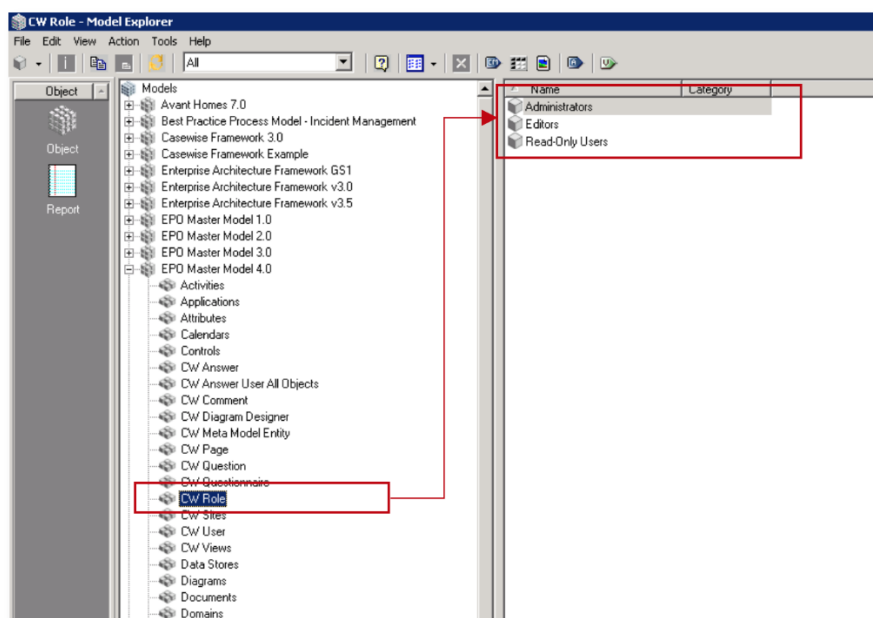 CW Role - Model Explorer
File Edit View Action Tools Help
All
Object
Object
Report
Models
Avant Homes 7.0
Best Practice Process Model - Incident Management
Casewise Framework 3.0
Casewise Framework Example
Enterprise Architecture Framework GS1
Enterprise Architecture Framework v3.0
Enterprise Architecture Framework v3.5
EPO Master Model 1.0
EPO Master Model 2.0
EPO Master Model 3.0
EPO Master Model 4.0
Activities
Applications
Attributes
Calendars
Controls
CW Answer
CW Answer User All Objects
CW Comment
CW Diagram Designer
CW Meta Model Entity
CW Page
CW Question
CW Questionnaire
CW Role
CW Sites
CW User
CW Views
Data Stores
Diagrams
Documents
Domains
Name Category
Administrators
Editors
Read-Only Users